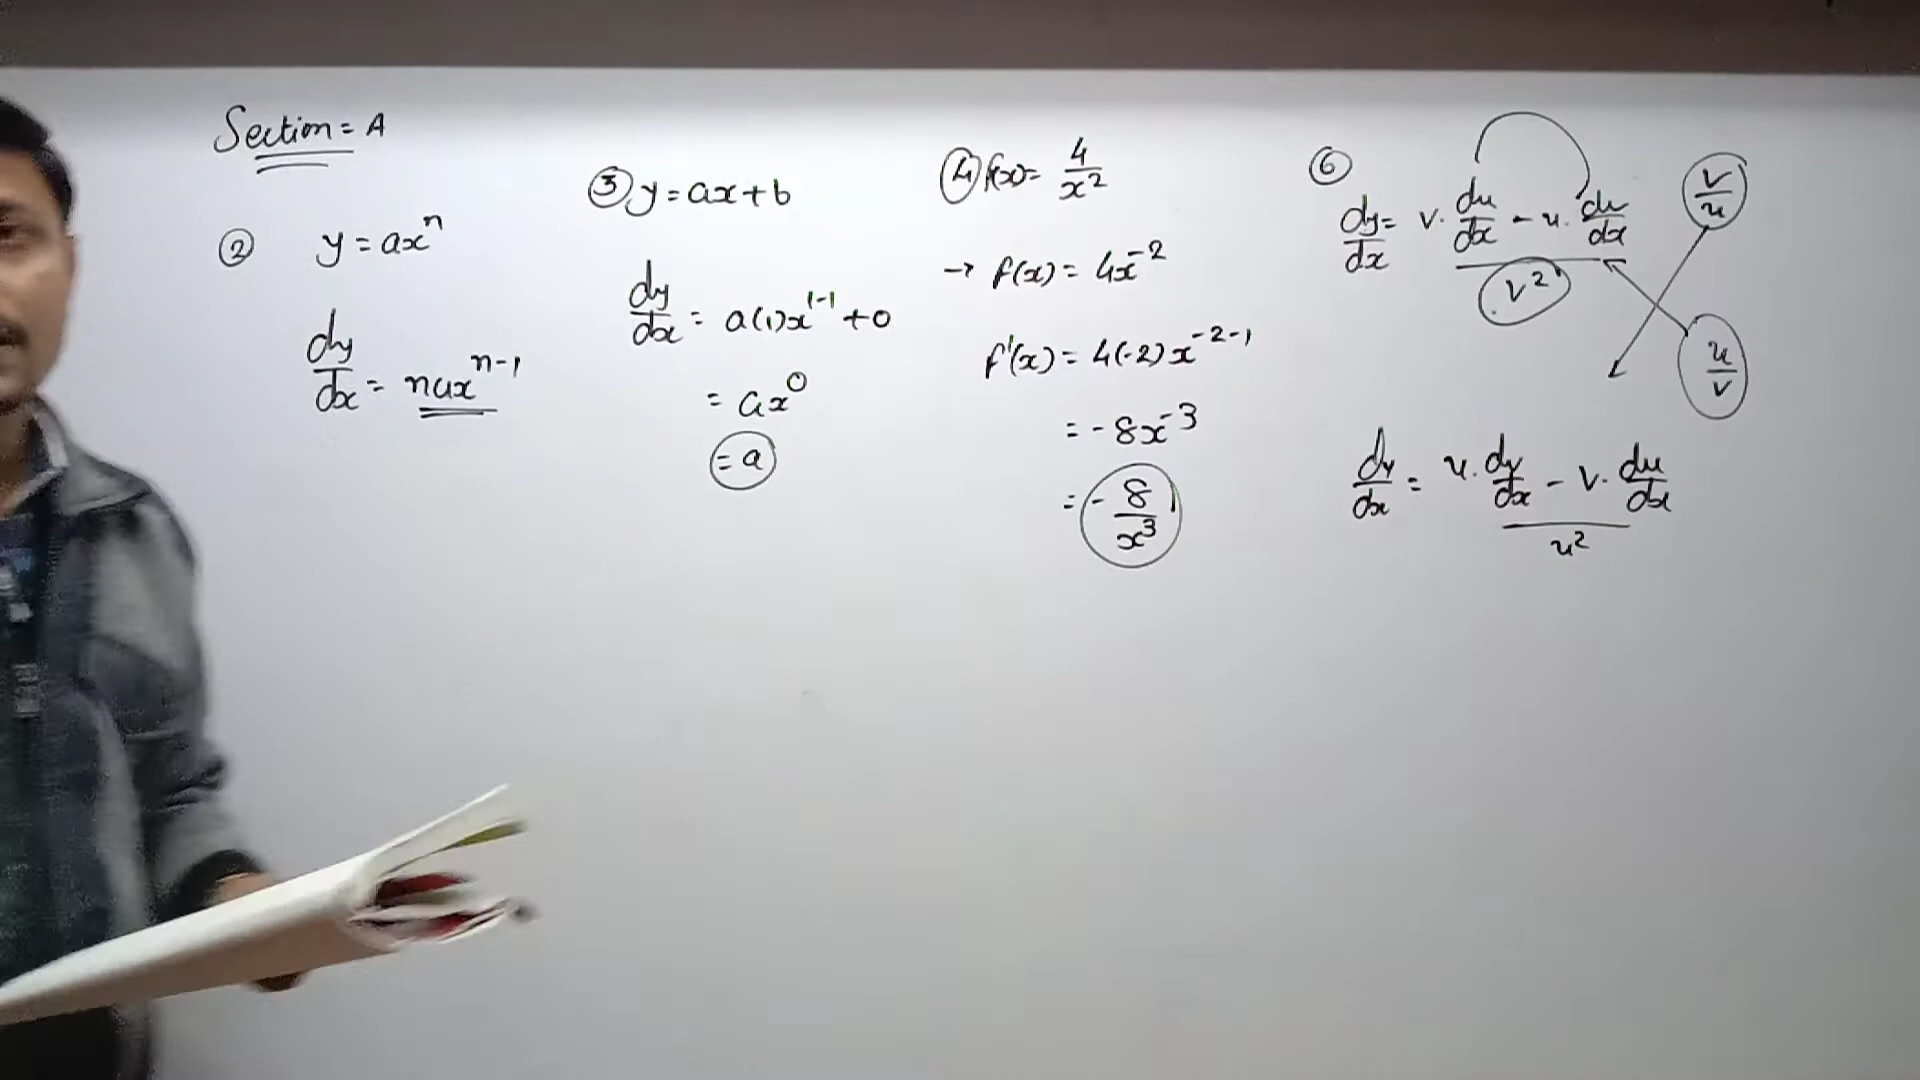 Section = A
② y = axⁿ
dy/dx = naxⁿ⁻¹
③ y = ax + b
dy/dx = a(1)x¹⁻¹ + 0
= ax⁰
= a
④ f(x) = 4/x²
→ f(x) = 4x⁻²
f'(x) = 4(-2)x⁻²⁻¹
= -8x⁻³
= -8/x³
⑥
dy/dx = v. du/dx - u. dv/dx
v²
v/u
u/v
dy/dx = u. dv/dx - v. du/dx
u²